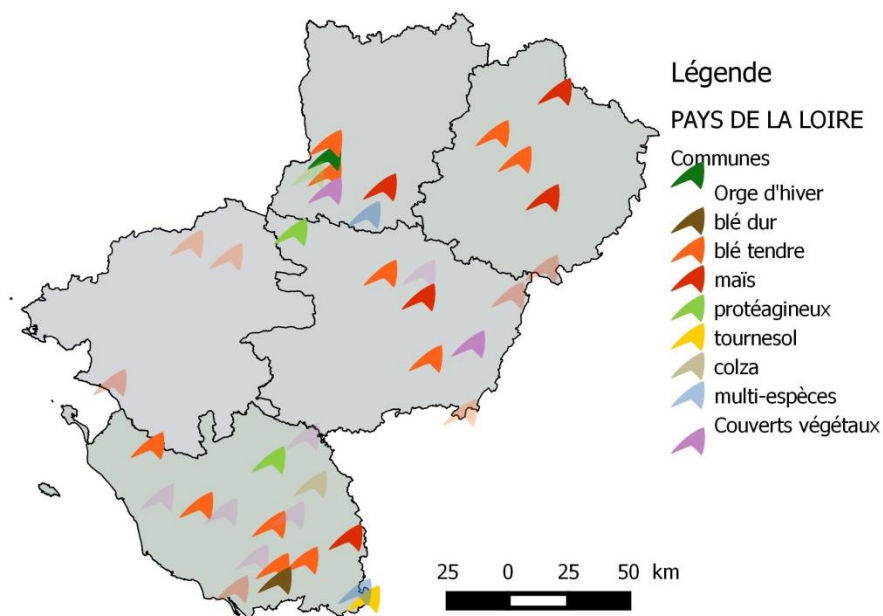 Légende
PAYS DE LA LOIRE
Communes
Orge d'hiver
blé dur
blé tendre
maïs
protéagineux
tournesol
colza
multi-espèces
Couverts végétaux
25 0 25 50 km